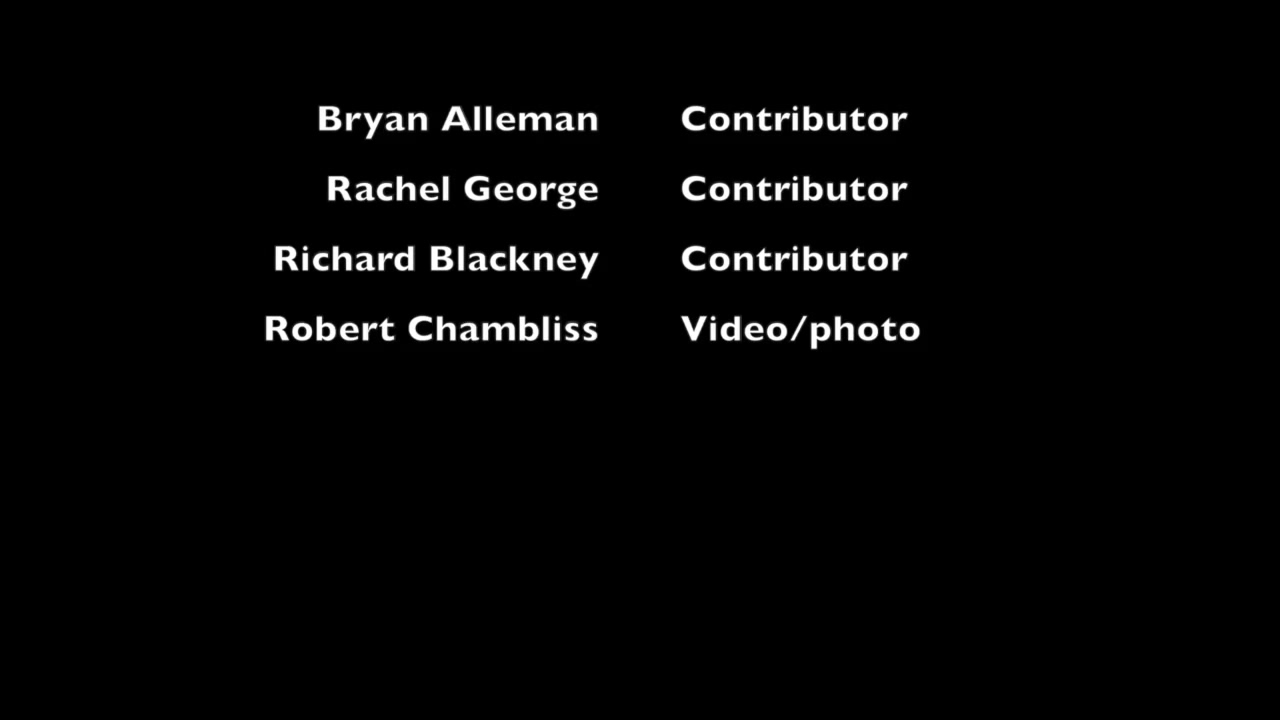 Bryan Alleman Contributor
Rachel George Contributor
Richard Blackney Contributor
Robert Chambliss Video/photo